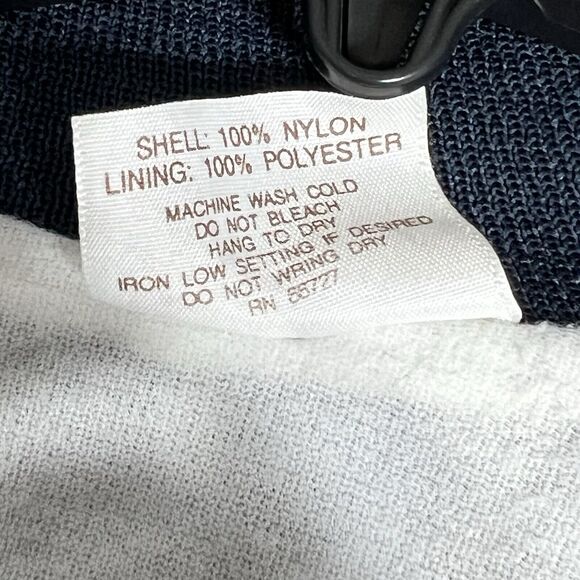 SHELL: 100% NYLON
LINING: 100% POLYESTER
MACHINE WASH COLD
DO NOT BLEACH
HANG TO DRY
IRON LOW SETTING IF DESIRED
DO NOT WRING DRY
RN